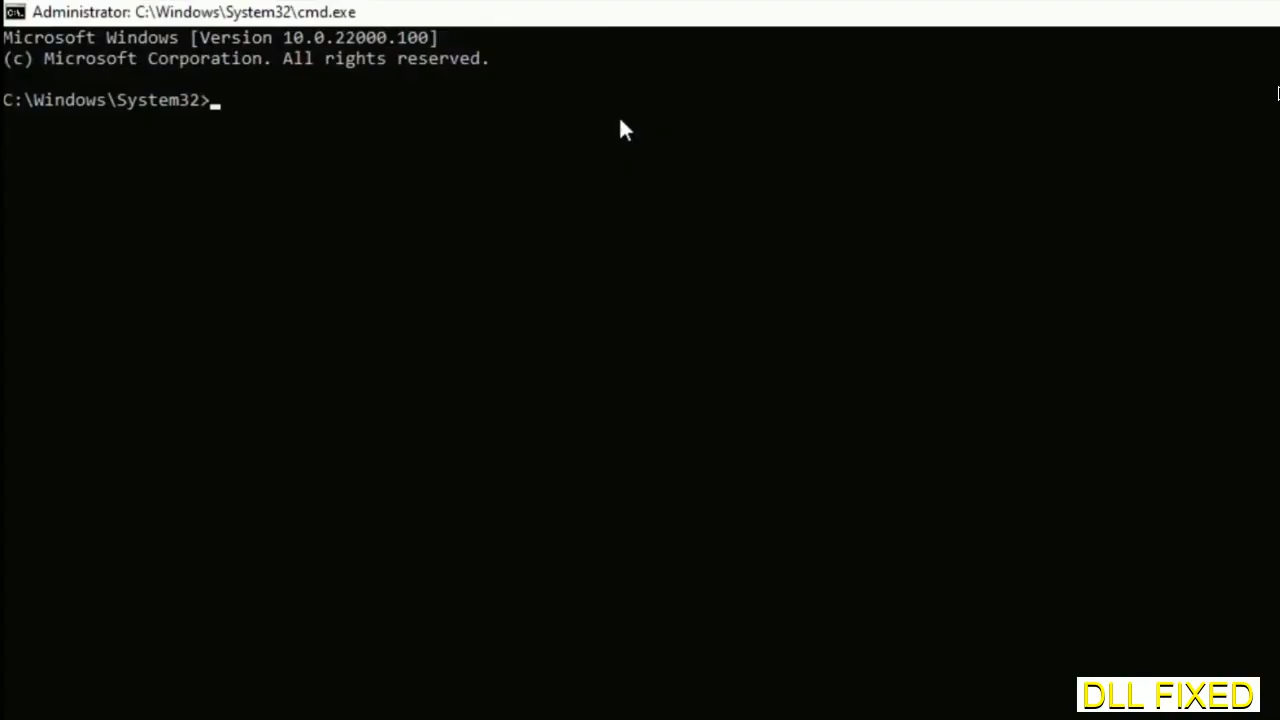 Administrator: C:\Windows\System32\cmd.exe
Microsoft Windows [Version 10.0.22000.100]
(c) Microsoft Corporation. All rights reserved.
C:\Windows\System32>
DLL FIXED